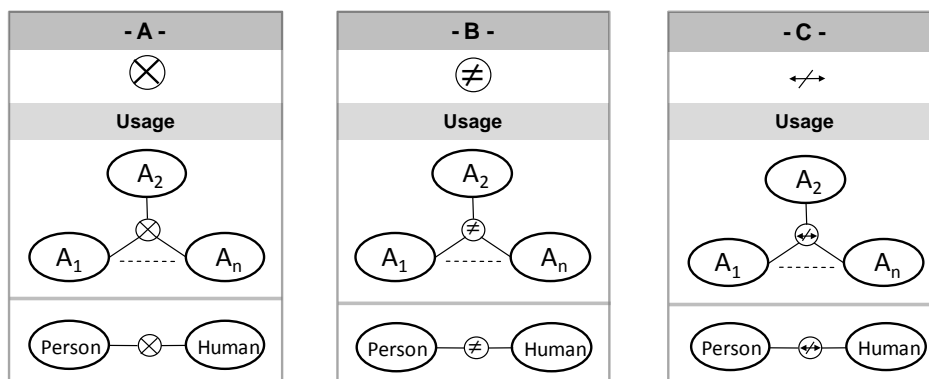 - A -
Usage
A2
A1
An
Person
Human
- B -
≠
Usage
A2
≠
A1
An
Person
≠
Human
- C -
Usage
A2
A1
An
Person
Human